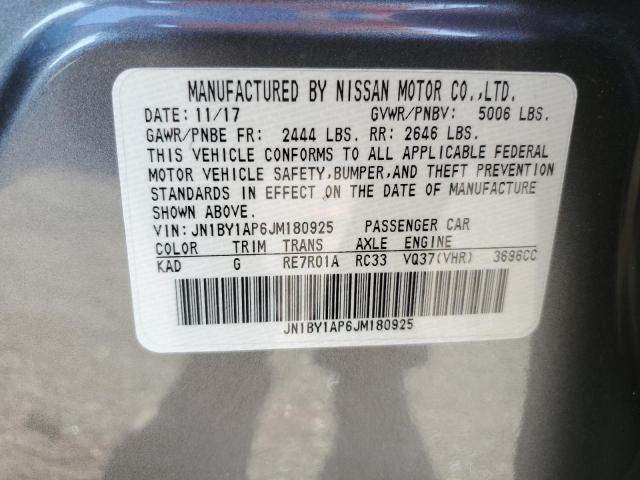 MANUFACTURED BY NISSAN MOTOR CO.,LTD.
DATE: 11/17 GVWR/PNBV: 5006 LBS.
GAWR/PNBE FR: 2444 LBS. RR: 2646 LBS.
THIS VEHICLE CONFORMS TO ALL APPLICABLE FEDERAL
MOTOR VEHICLE SAFETY,BUMPER,AND THEFT PREVENTION
STANDARDS IN EFFECT ON THE DATE OF MANUFACTURE
SHOWN ABOVE.
VIN: JN1BY1AP6JM180925 PASSENGER CAR
COLOR TRIM TRANS AXLE ENGINE
KAD G RE7R01A RC33 VQ37(VHR) 3696CC
JN1BY1AP6JM180925